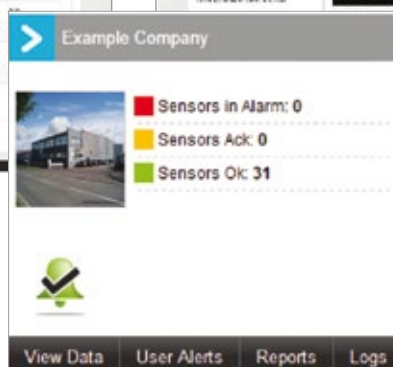 Example Company
Sensors in Alarm: 0
Sensors Ack: 0
Sensors Ok: 31
View Data User Alerts Reports Logs